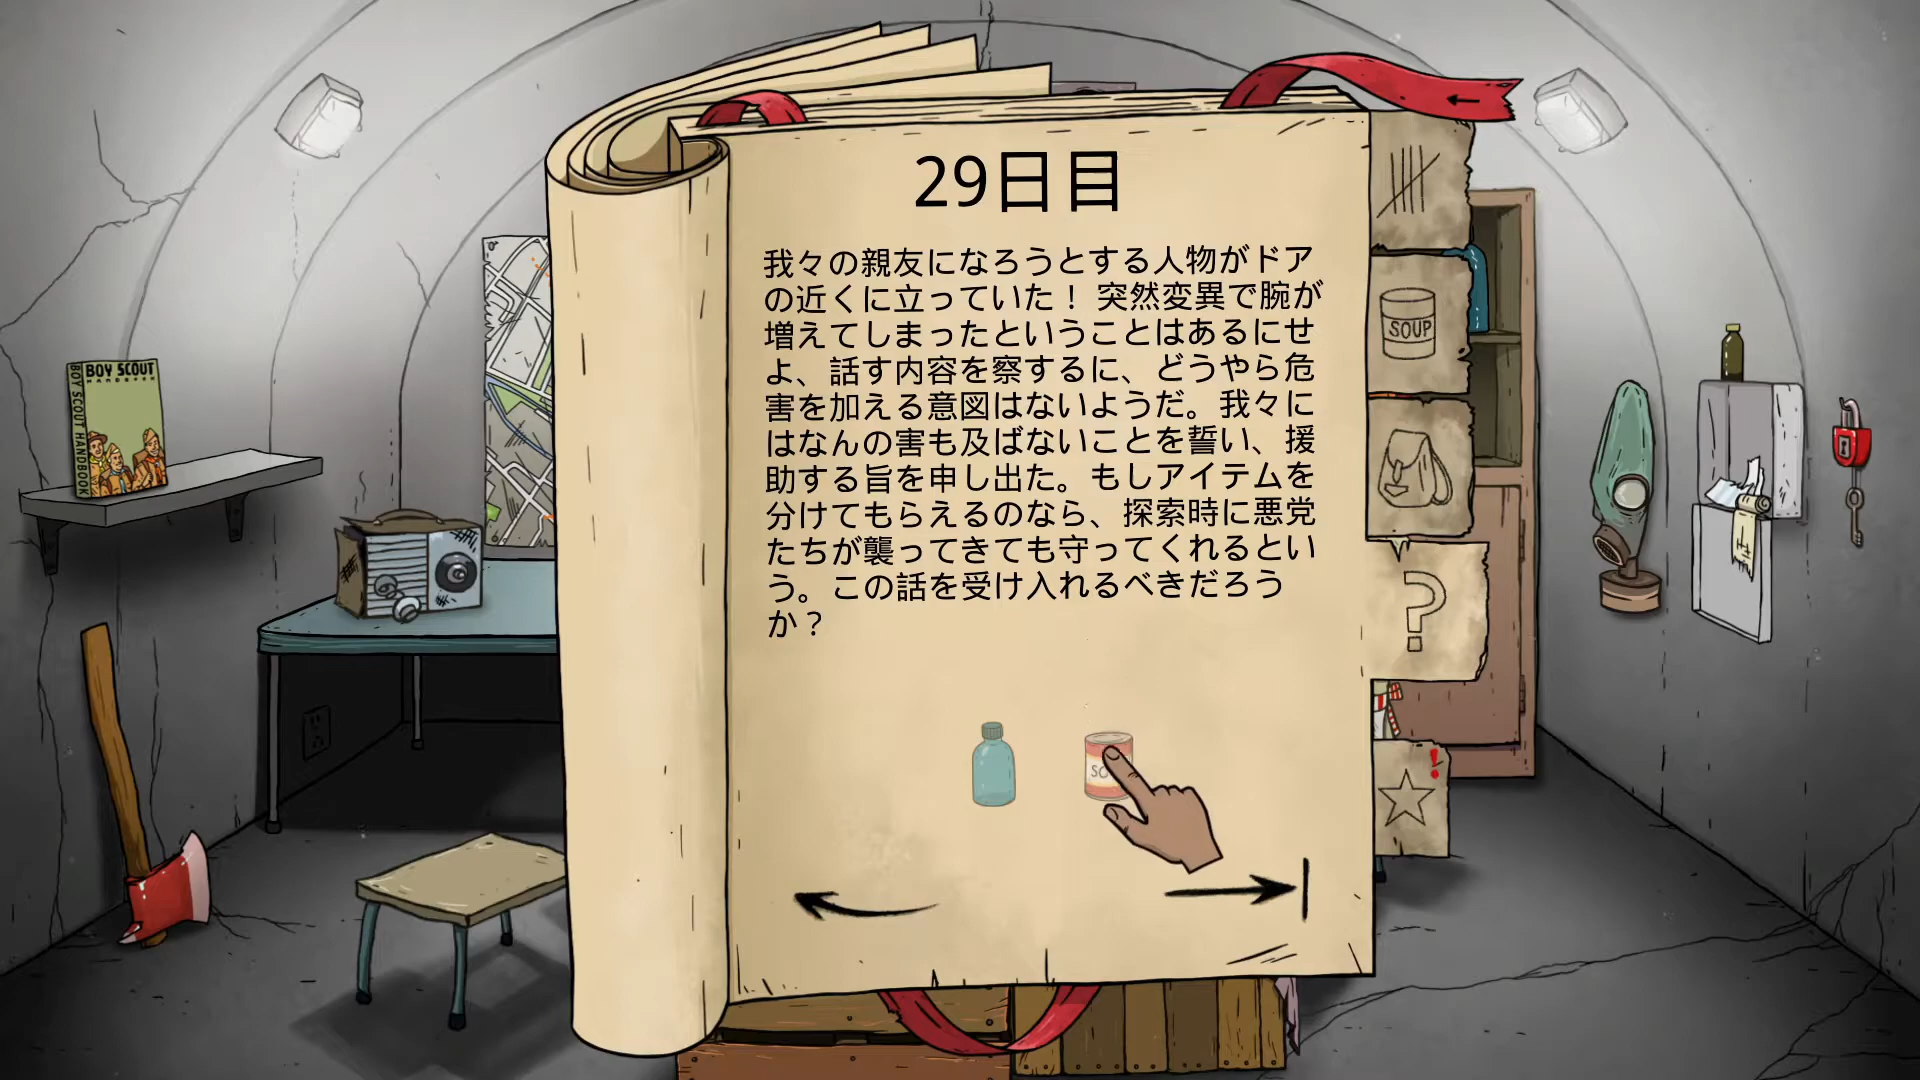 29日目
我々の親友になろうとする人物がドア
の近くに立っていた！ 突然変異で腕が
増えてしまったということはあるにせ
よ、話す内容を察するに、どうやら危
害を加える意図はないようだ。我々に
はなんの害も及ばないことを誓い、援
助する旨を申し出た。もしアイテムを
分けてもらえるのなら、探索時に悪党
たちが襲ってきても守ってくれるとい
う。この話を受け入れるべきだろう
か？
BOY SCOUT
HANDBOOK
BOY SCOUT HANDBOOK
SOUP
?
!
SO